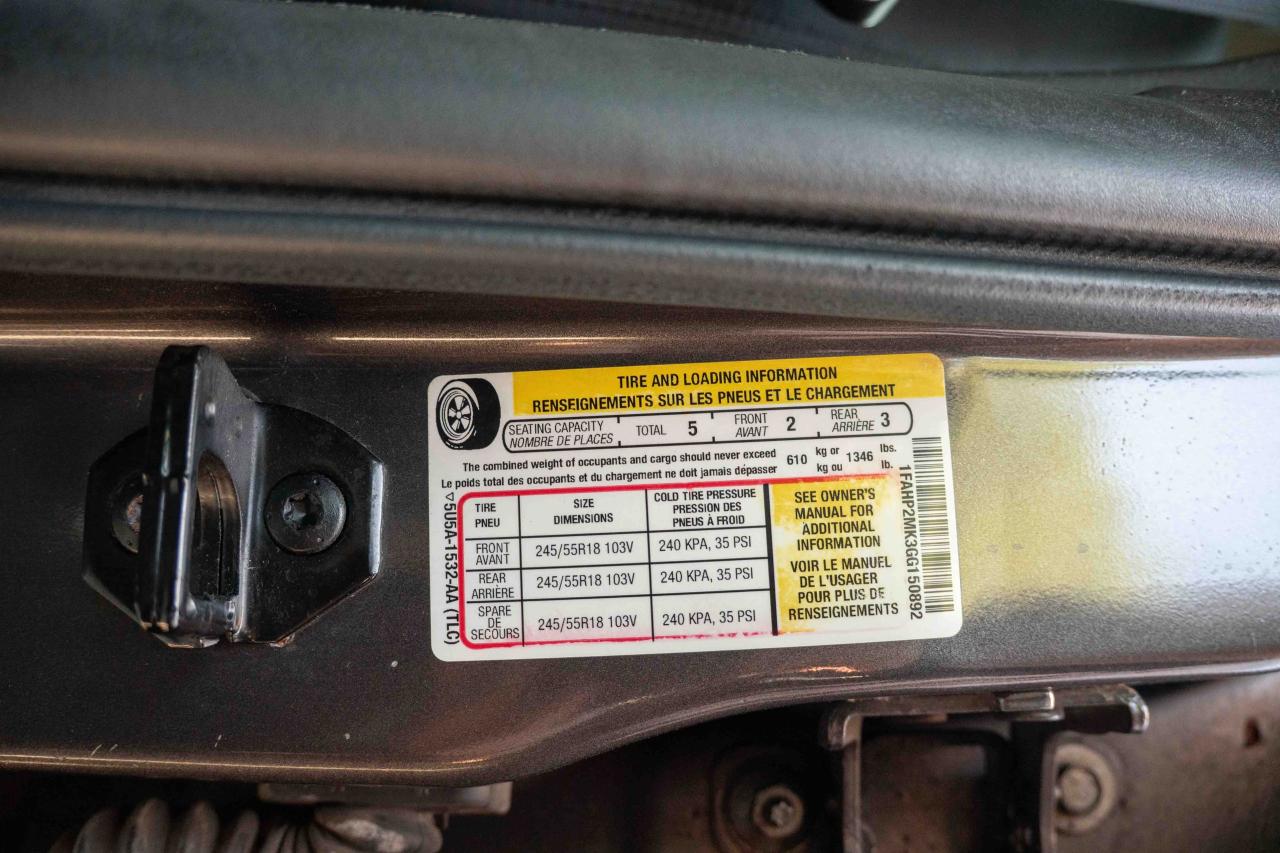 TIRE AND LOADING INFORMATION
RENSEIGNEMENTS SUR LES PNEUS ET LE CHARGEMENT
SEATING CAPACITY
NOMBRE DE PLACES
TOTAL 5
FRONT
AVANT
2
REAR
ARRIÈRE
3
The combined weight of occupants and cargo should never exceed
Le poids total des occupants et du chargement ne doit jamais dépasser
610
kg or
kg ou
1346
lbs.
lb.
TIRE
PNEU
SIZE
DIMENSIONS
COLD TIRE PRESSURE
PRESSION DES
PNEUS À FROID
FRONT
AVANT
245/55R18 103V
240 KPA, 35 PSI
REAR
ARRIÈRE
245/55R18 103V
240 KPA, 35 PSI
SPARE
DE
SECOURS
245/55R18 103V
240 KPA, 35 PSI
SEE OWNER'S
MANUAL FOR
ADDITIONAL
INFORMATION
VOIR LE MANUEL
DE L'USAGER
POUR PLUS DE
RENSEIGNEMENTS
▽5U5A-1532-AA (TLC)
1FAHP2MK3GG150892